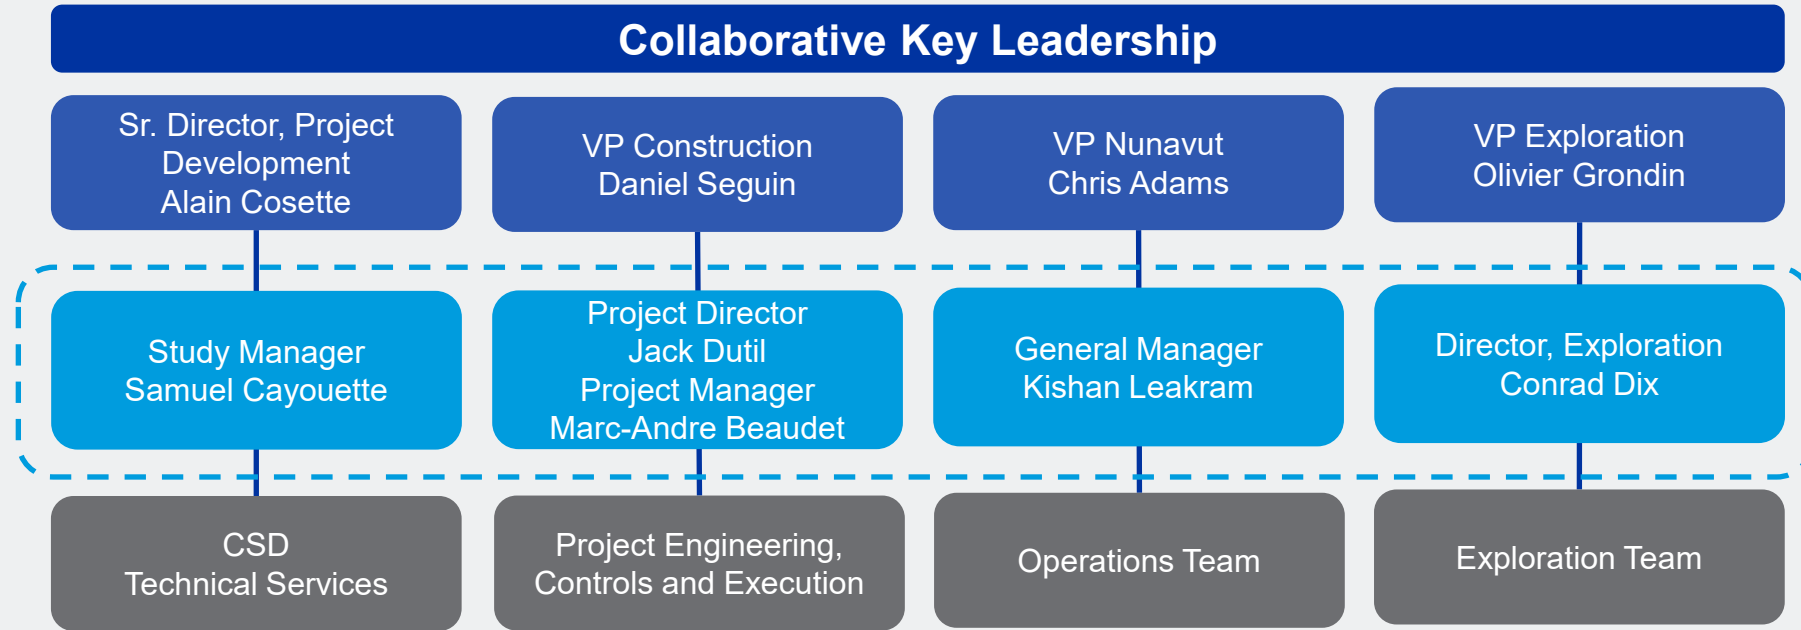 Collaborative Key Leadership
Sr. Director, Project
Development
Alain Cosette
VP Construction
Daniel Seguin
VP Nunavut
Chris Adams
VP Exploration
Olivier Grondin
Study Manager
Samuel Cayouette
Project Director
Jack Dutil
Project Manager
Marc-Andre Beaudet
General Manager
Kishan Leakram
Director, Exploration
Conrad Dix
CSD
Technical Services
Project Engineering,
Controls and Execution
Operations Team
Exploration Team